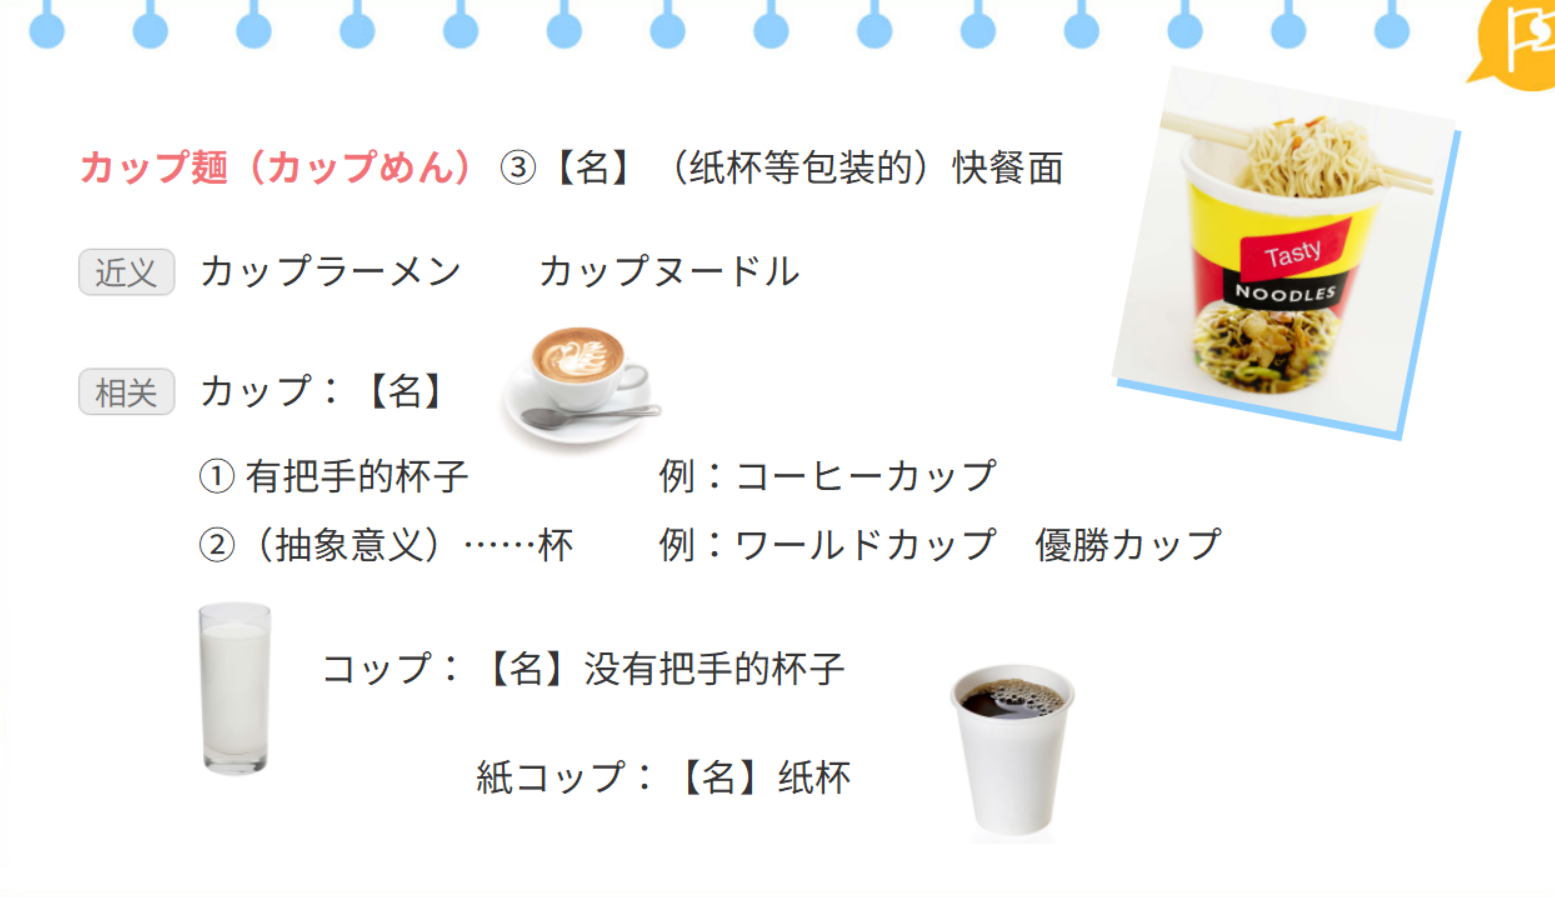 カップ麺（カップめん）③【名】（纸杯等包装的）快餐面
Tasty
NOODLES
近义 カップラーメン カップヌードル
相关 カップ：【名】
① 有把手的杯子 例：コーヒーカップ
②（抽象意义）……杯 例：ワールドカップ 優勝カップ
コップ：【名】没有把手的杯子
紙コップ：【名】纸杯